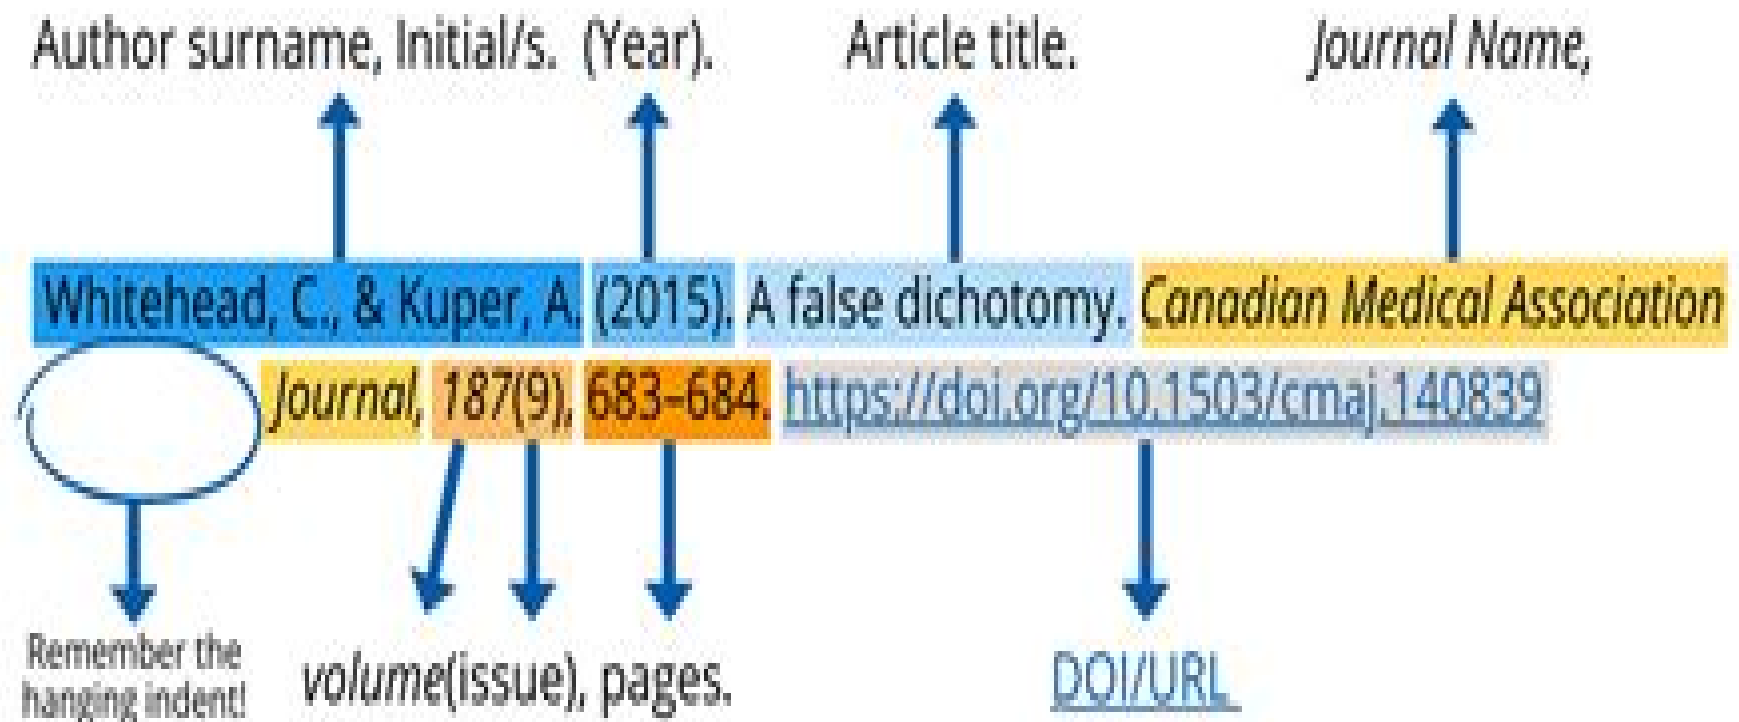 Author surname, Initial/s. (Year). Article title. Journal Name,
Whitehead, C., & Kuper, A. (2015). A false dichotomy. Canadian Medical Association
Journal, 187(9), 683–684. https://doi.org/10.1503/cmaj.140839
Remember the
hanging indent!
volume(issue), pages.
DOI/URL